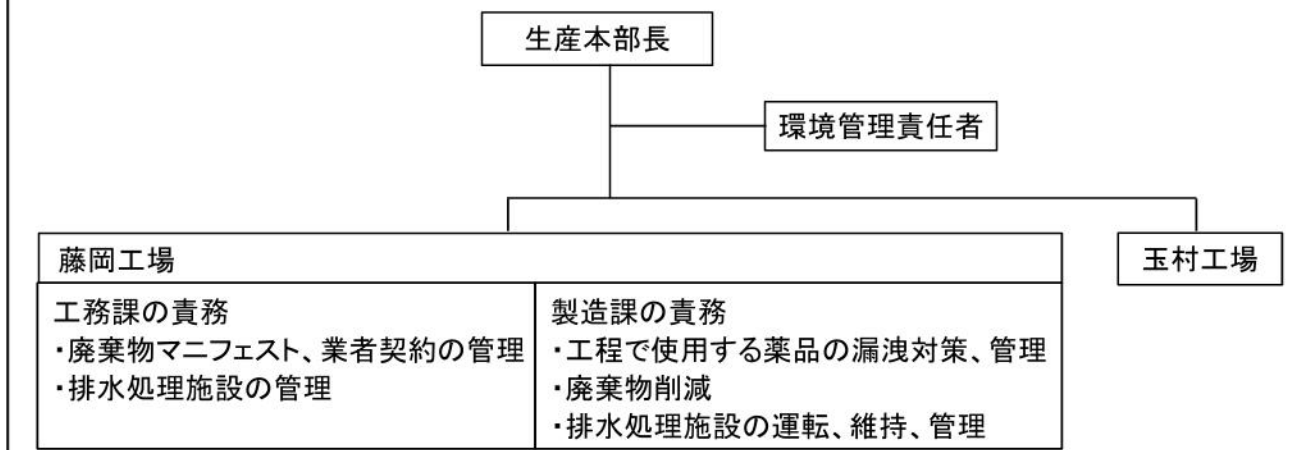 生産本部長
環境管理責任者
藤岡工場
玉村工場
工務課の責務
・廃棄物マニフェスト、業者契約の管理
・排水処理施設の管理
製造課の責務
・工程で使用する薬品の漏洩対策、管理
・廃棄物削減
・排水処理施設の運転、維持、管理